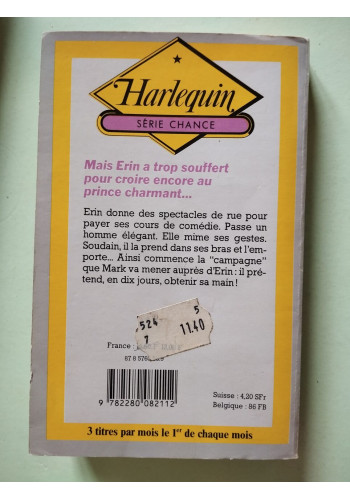 Harlequin
SÉRIE CHANCE
Mais Erin a trop souffert
pour croire encore au
prince charmant...
Erin donne des spectacles de rue pour
payer ses cours de comédie. Passe un
homme élégant. Elle mime ses gestes.
Soudain, il la prend dans ses bras et l'em-
porte... Ainsi commence la "campagne"
que Mark va mener auprès d'Erin : il pré-
tend, en dix jours, obtenir sa main !
524 5
7 11.40
France :
9 782280 082112
Suisse : 4,20 SFr
Belgique : 86 FB
3 titres par mois le 1er de chaque mois